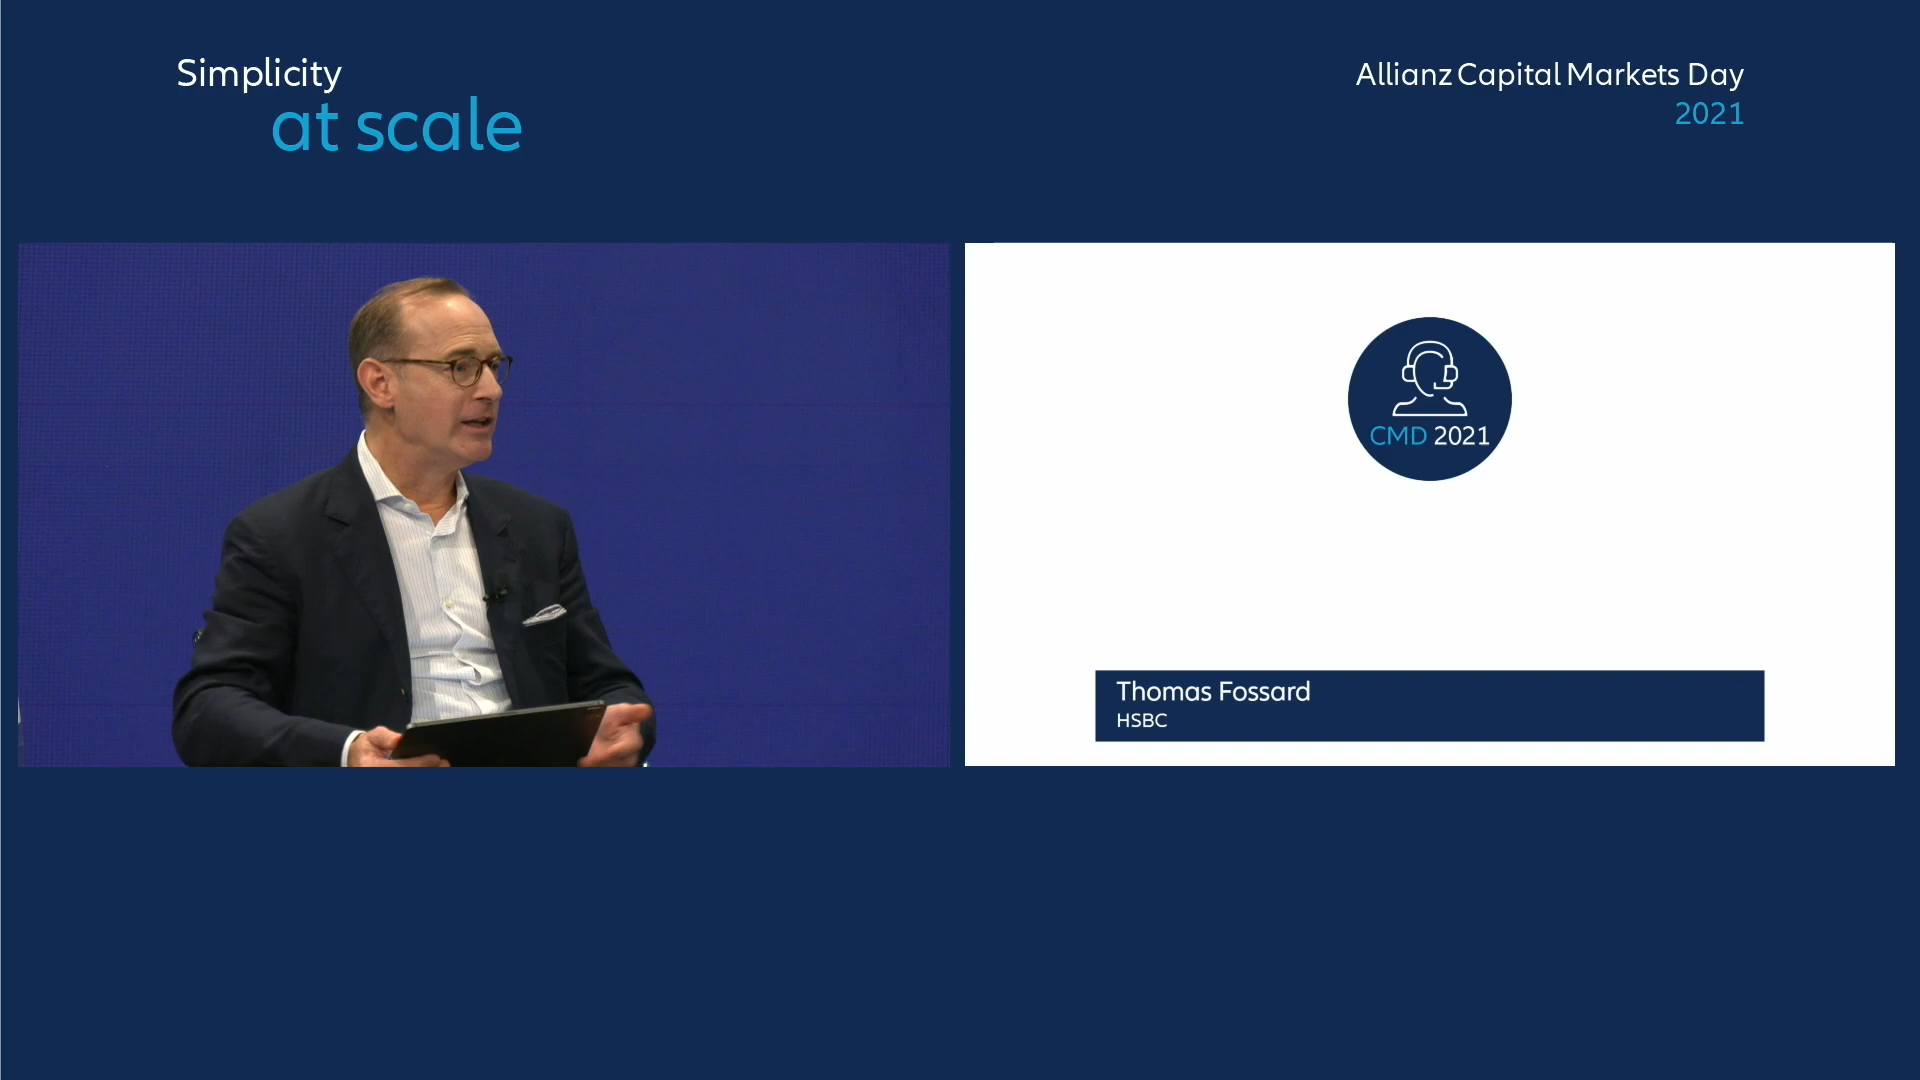 Simplicity
at scale
Allianz Capital Markets Day
2021
CMD 2021
Thomas Fossard
HSBC